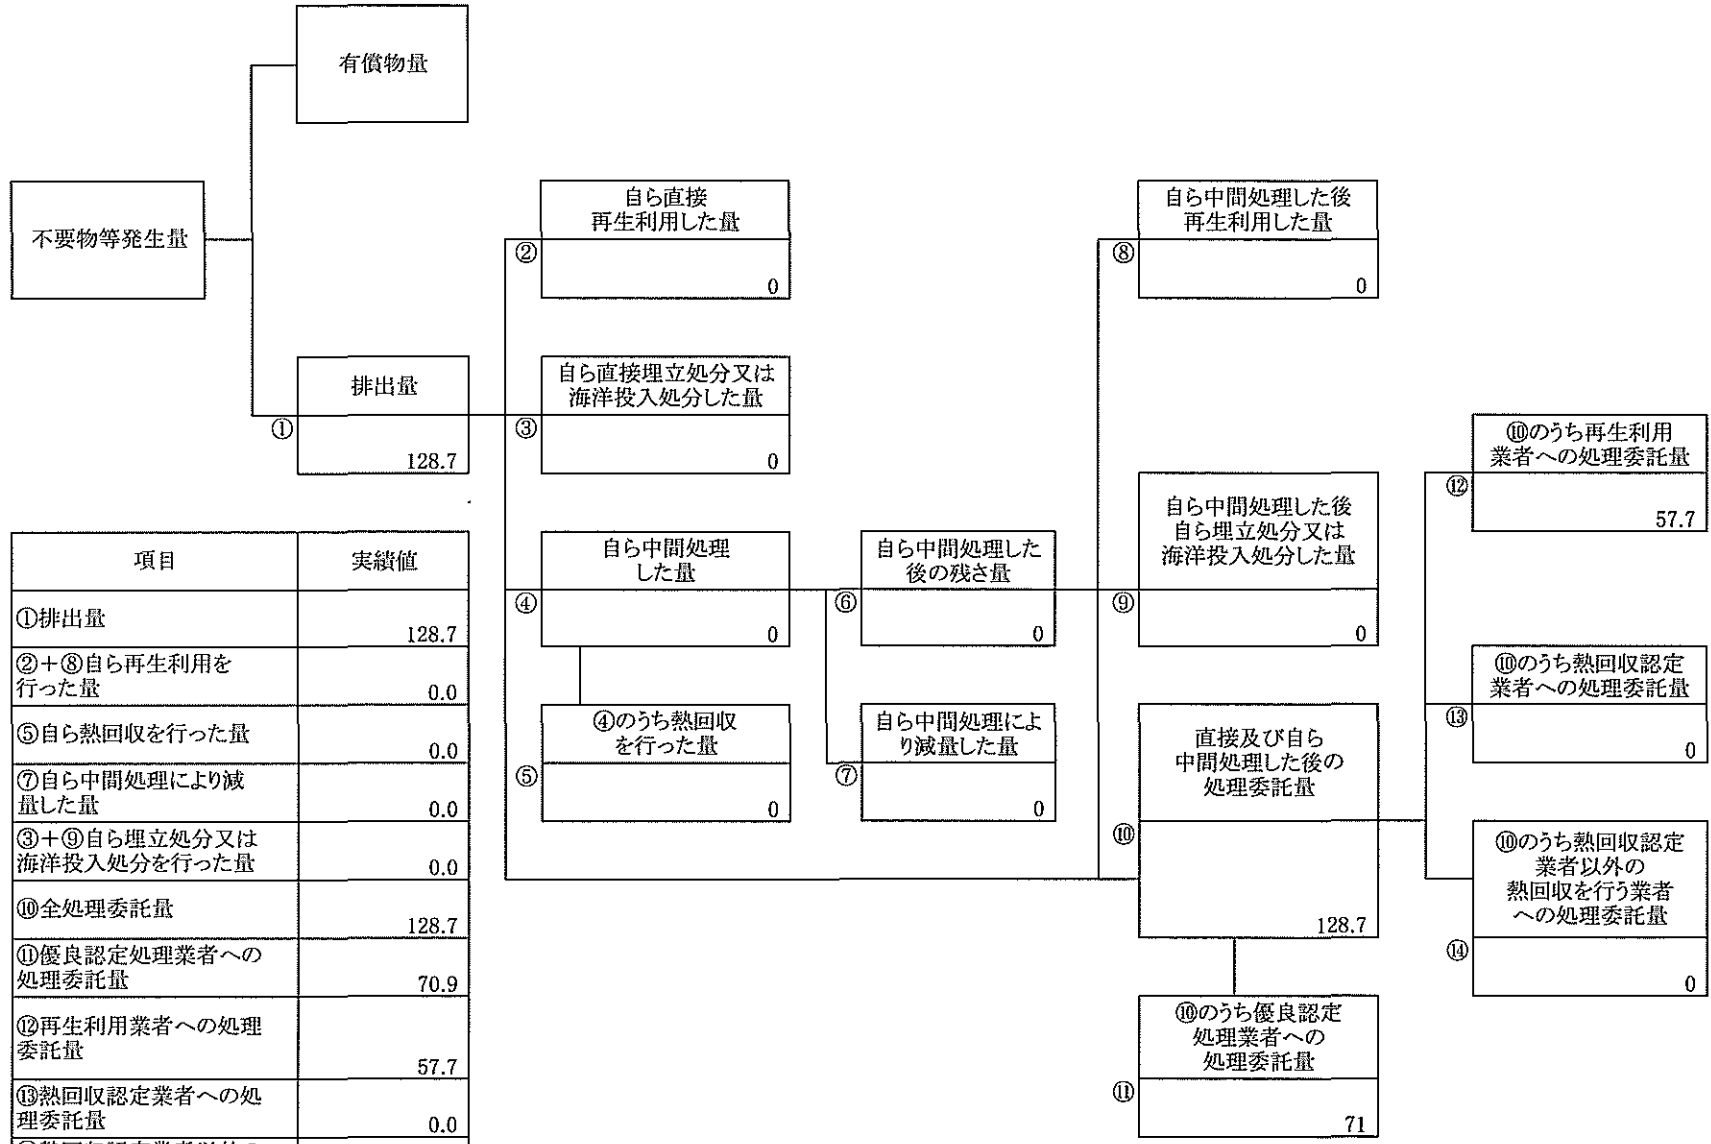 有償物量
不要物等発生量
排出量
①
128.7
自ら直接
再生利用した量
②
0
自ら直接埋立処分又は
海洋投入処分した量
③
0
自ら中間処理
した量
④
0
④のうち熱回収
を行った量
⑤
0
自ら中間処理した
後の残さ量
⑥
0
自ら中間処理によ
り減量した量
⑦
0
自ら中間処理した後
再生利用した量
⑧
0
自ら中間処理した後
自ら埋立処分又は
海洋投入処分した量
⑨
0
直接及び自ら
中間処理した後の
処理委託量
⑩
128.7
⑩のうち優良認定
処理業者への
処理委託量
⑪
71
⑩のうち再生利用
業者への処理委託量
⑫
57.7
⑩のうち熱回収認定
業者への処理委託量
⑬
0
⑩のうち熱回収認定
業者以外の
熱回収を行う業者
への処理委託量
⑭
0
項目 実績値
①排出量
128.7
②＋⑧自ら再生利用を
行った量 0.0
⑤自ら熱回収を行った量
0.0
⑦自ら中間処理により減
量した量 0.0
③＋⑨自ら埋立処分又は
海洋投入処分を行った量 0.0
⑩全処理委託量
128.7
⑪優良認定処理業者への
処理委託量 70.9
⑫再生利用業者への処理
委託量
57.7
⑬熱回収認定業者への処
理委託量 0.0